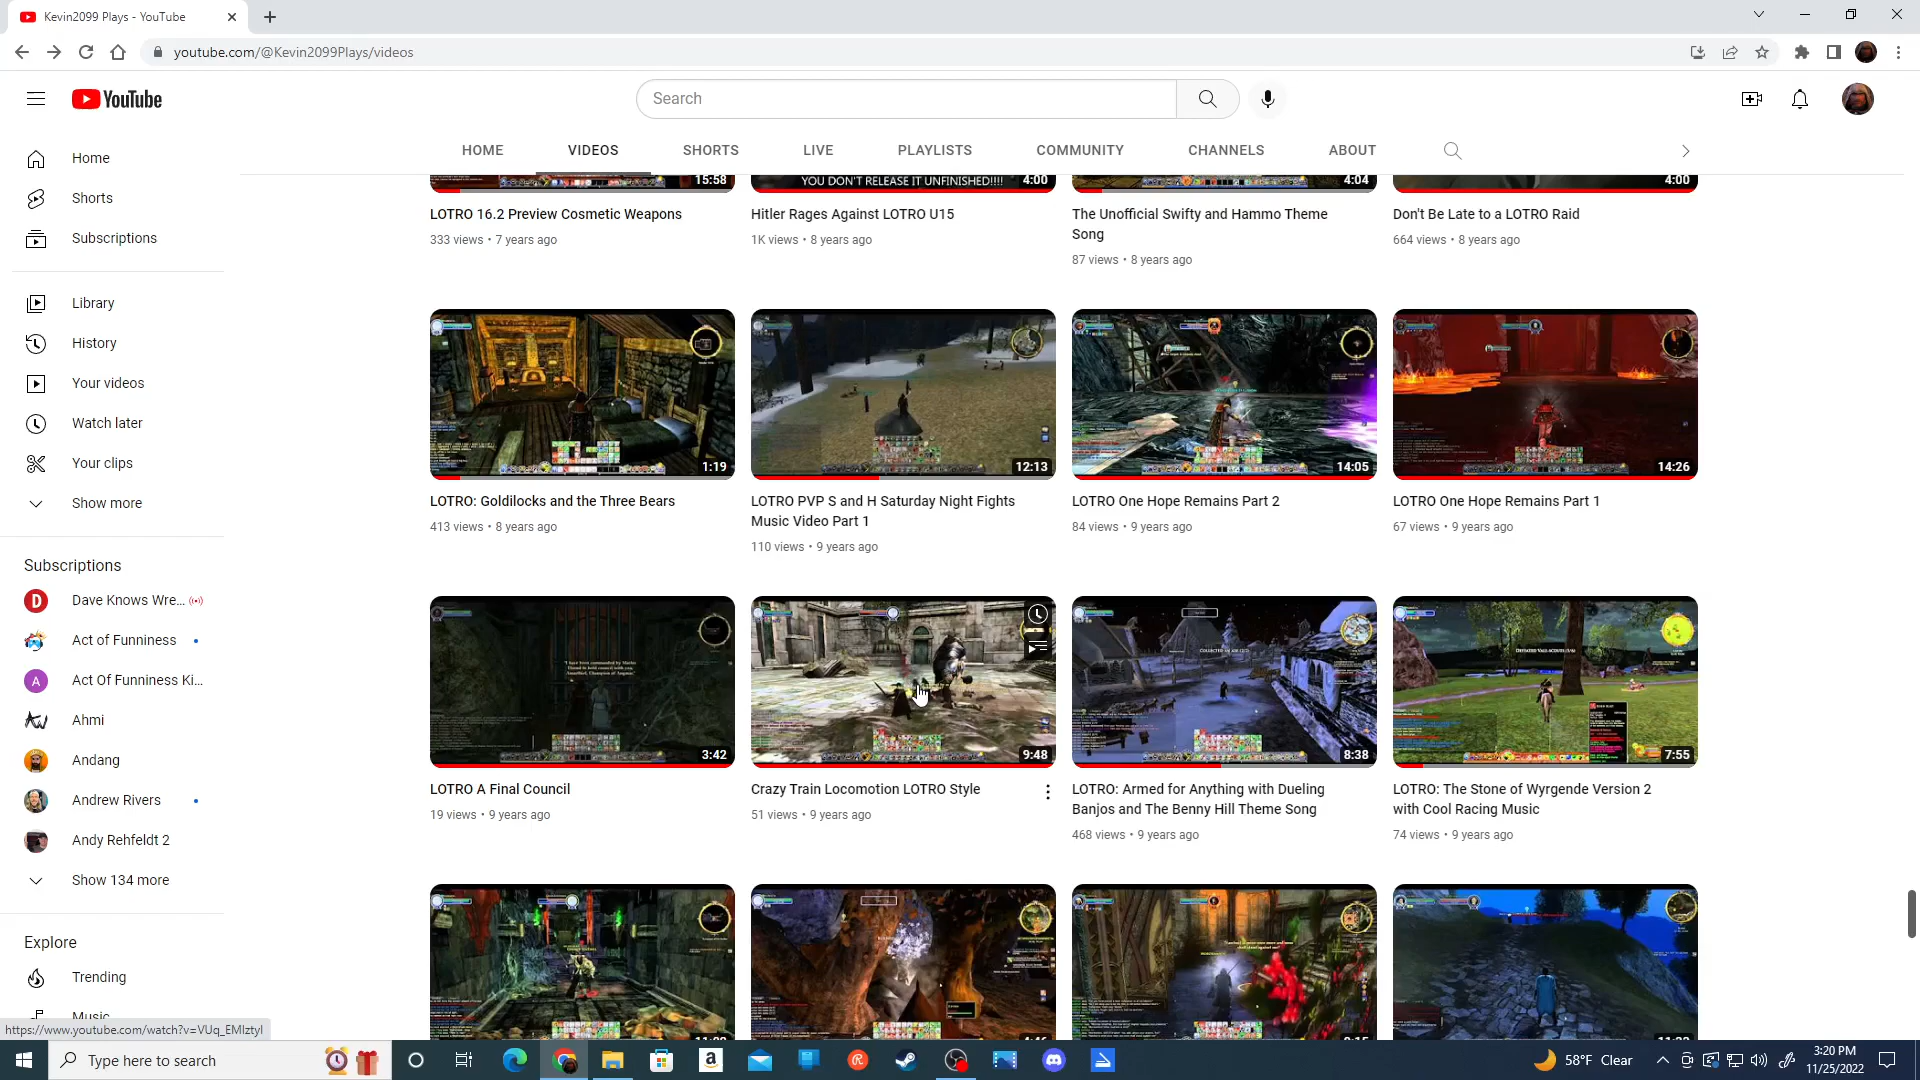 Kevin2099 Plays - YouTube
youtube.com/@Kevin2099Plays/videos
YouTube
Search
HOME
VIDEOS
SHORTS
LIVE
PLAYLISTS
COMMUNITY
CHANNELS
ABOUT
Home
Shorts
Subscriptions
Library
History
Your videos
Watch later
Your clips
Show more
Subscriptions
Dave Knows Wre...
Act of Funniness
Act Of Funniness Ki...
Ahmi
Andang
Andrew Rivers
Andy Rehfeldt 2
Show 134 more
Explore
Trending
Music
15:58
YOU DON'T RELEASE IT UNFINISHED!!!!
4:00
4:04
4:00
LOTRO 16.2 Preview Cosmetic Weapons
333 views • 7 years ago
Hitler Rages Against LOTRO U15
1K views • 8 years ago
The Unofficial Swifty and Hammo Theme
Song
87 views • 8 years ago
Don't Be Late to a LOTRO Raid
664 views • 8 years ago
1:19
12:13
14:05
14:26
LOTRO: Goldilocks and the Three Bears
413 views • 8 years ago
LOTRO PVP S and H Saturday Night Fights
Music Video Part 1
110 views • 9 years ago
LOTRO One Hope Remains Part 2
84 views • 9 years ago
LOTRO One Hope Remains Part 1
67 views • 9 years ago
3:42
9:48
8:38
7:55
LOTRO A Final Council
19 views • 9 years ago
Crazy Train Locomotion LOTRO Style
51 views • 9 years ago
LOTRO: Armed for Anything with Dueling
Banjos and The Benny Hill Theme Song
468 views • 9 years ago
LOTRO: The Stone of Wyrgende Version 2
with Cool Racing Music
74 views • 9 years ago
https://www.youtube.com/watch?v=VUq_EMIztyI
Type here to search
58°F Clear
3:20 PM
11/25/2022